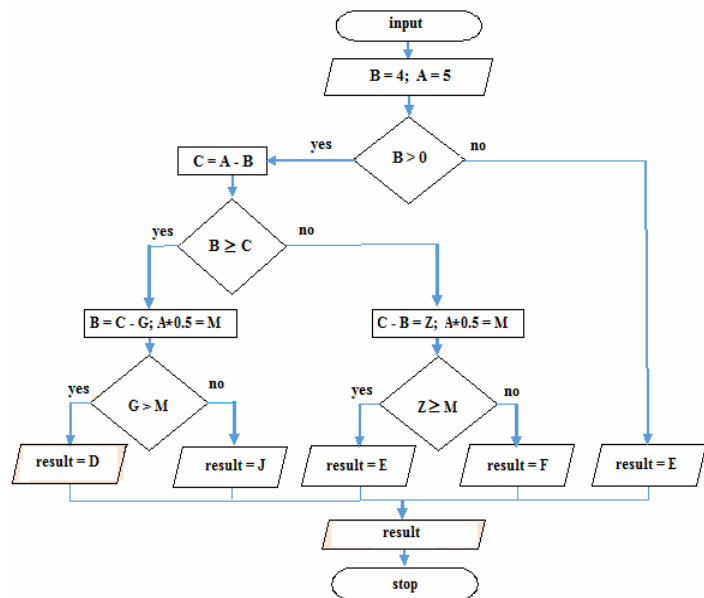 input
B = 4; A = 5
B > 0
yes
no
C = A - B
B ≥ C
yes
no
B = C - G; A*0.5 = M
C - B = Z; A*0.5 = M
G > M
yes
no
Z ≥ M
yes
no
result = D
result = J
result = E
result = F
result = E
result
stop